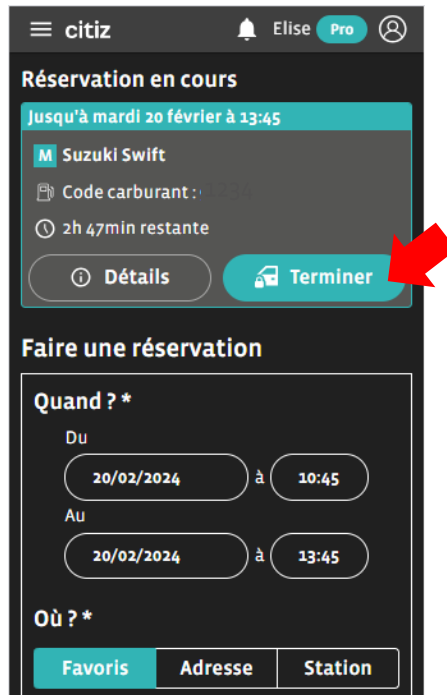 citiz Elise Pro
Réservation en cours
Jusqu'à mardi 20 février à 13:45
M Suzuki Swift
Code carburant : 1234
2h 47min restante
Détails Terminer
Faire une réservation
Quand ? *
Du
20/02/2024 à 10:45
Au
20/02/2024 à 13:45
Où ? *
Favoris Adresse Station